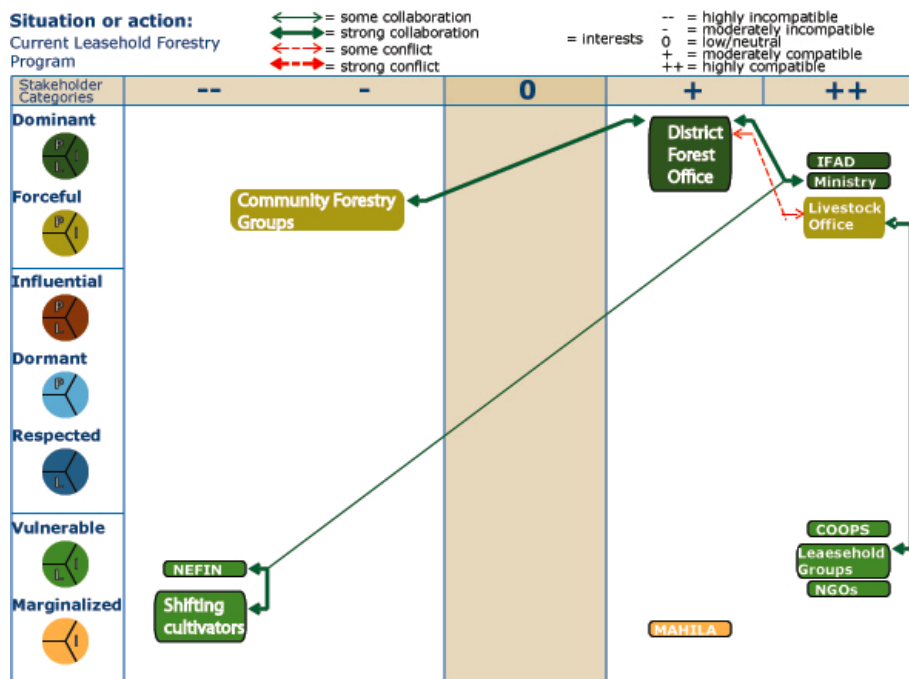 Situation or action:
Current Leasehold Forestry
Program
= some collaboration
= strong collaboration
= some conflict
= strong conflict
= interests
-- = highly incompatible
- = moderately incompatible
0 = low/neutral
+ = moderately compatible
++ = highly compatible
Stakeholder
Categories
--
-
0
+
++
Dominant
P
I
L
Forceful
P
I
Influential
P
L
Dormant
P
Respected
L
Vulnerable
I
L
Marginalized
I
Community Forestry
Groups
District
Forest
Office
IFAD
Ministry
Livestock
Office
NEFIN
Shifting
cultivators
COOPS
Leaesehold
Groups
NGOs
MAHILA